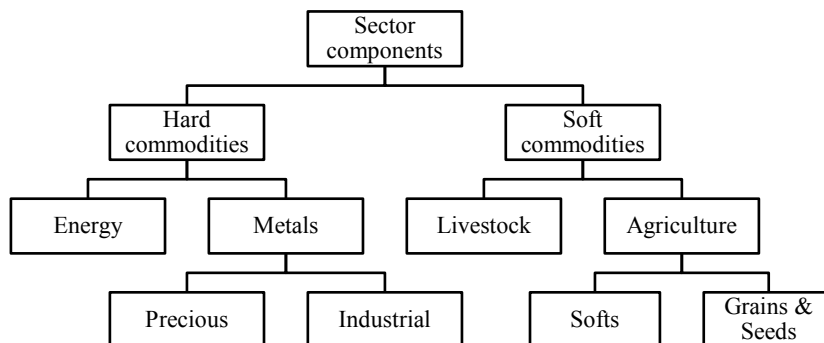 Sector
components
Hard
commodities
Soft
commodities
Energy
Metals
Livestock
Agriculture
Precious
Industrial
Softs
Grains &
Seeds